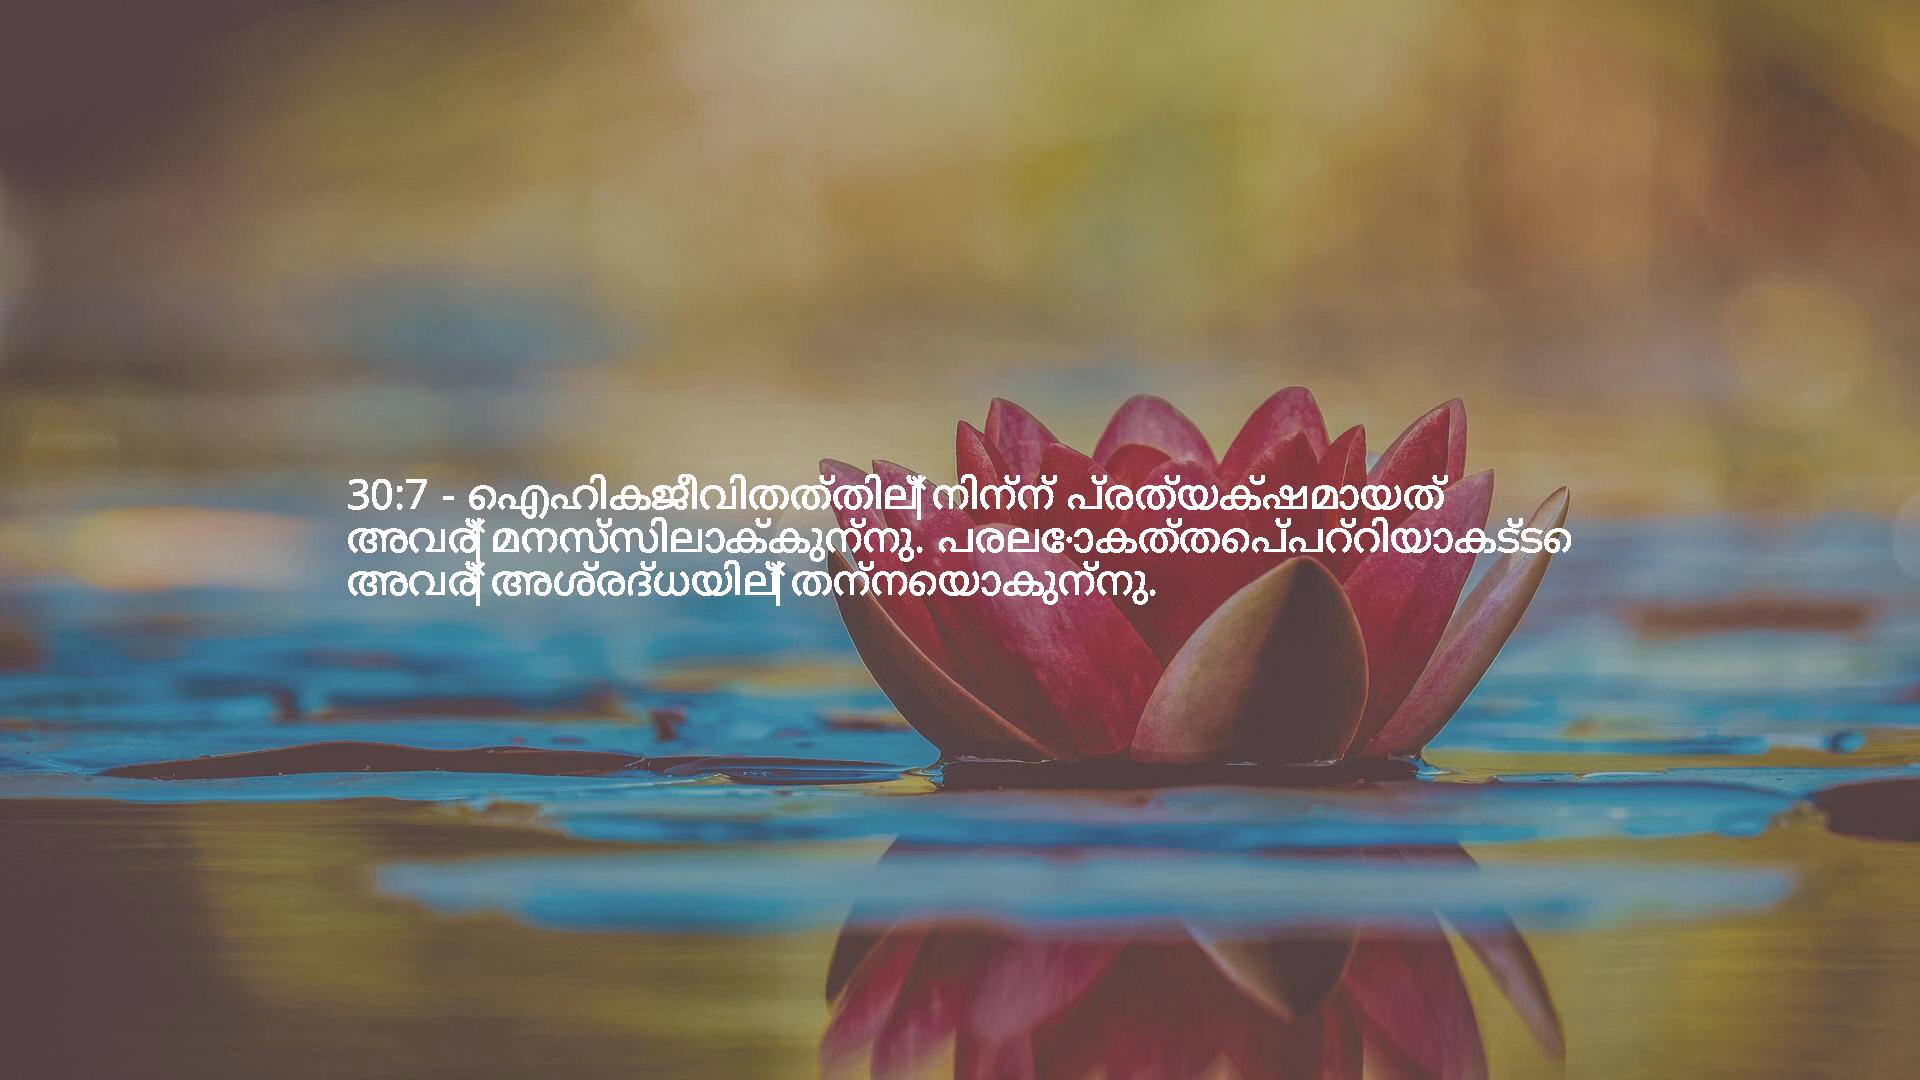 30:7 - ഐഹികജീവിതത്തില്‍ നിന്ന് പ്രത്യക്ഷമായത്
അവര്‍ മനസ്സിലാക്കുന്നു. പരലോകത്തെപ്പറ്റിയാകട്ടെ
അവര്‍ അശ്രദ്ധയില്‍ തന്നെയാകുന്നു.